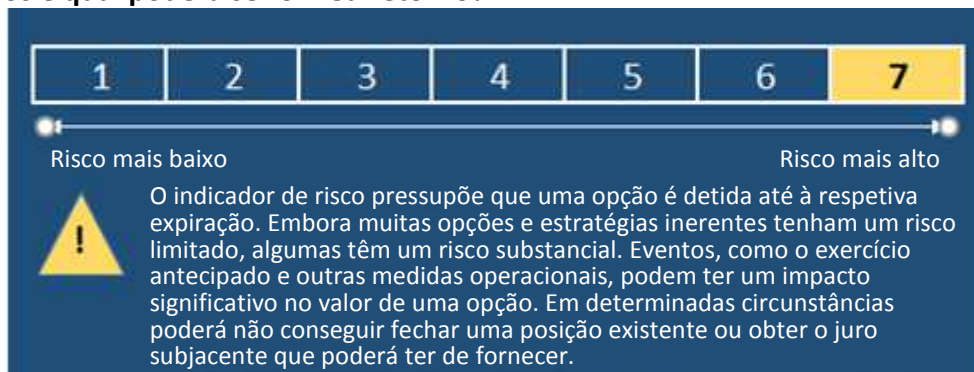 1 2 3 4 5 6 7
Risco mais baixo Risco mais alto
O indicador de risco pressupõe que uma opção é detida até à respetiva
expiração. Embora muitas opções e estratégias inerentes tenham um risco
limitado, algumas têm um risco substancial. Eventos, como o exercício
antecipado e outras medidas operacionais, podem ter um impacto
significativo no valor de uma opção. Em determinadas circunstâncias
poderá não conseguir fechar uma posição existente ou obter o juro
subjacente que poderá ter de fornecer.